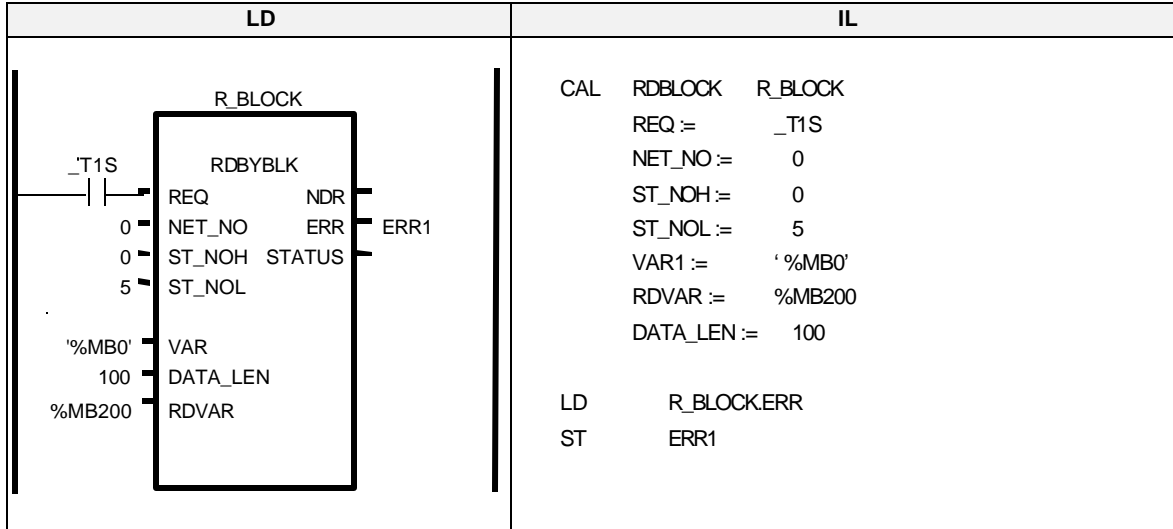 LD IL
R_BLOCK
_'T1S RDBYBLK
REQ NDR
0 NET_NO ERR ERR1
0 ST_NOH STATUS
5 ST_NOL
'%MB0' VAR
100 DATA_LEN
%MB200 RDVAR
CAL RDBLOCK R_BLOCK
REQ := _T1S
NET_NO := 0
ST_NOH := 0
ST_NOL := 5
VAR1 := ‘ %MB0’
RDVAR := %MB200
DATA_LEN := 100
LD R_BLOCK.ERR
ST ERR1